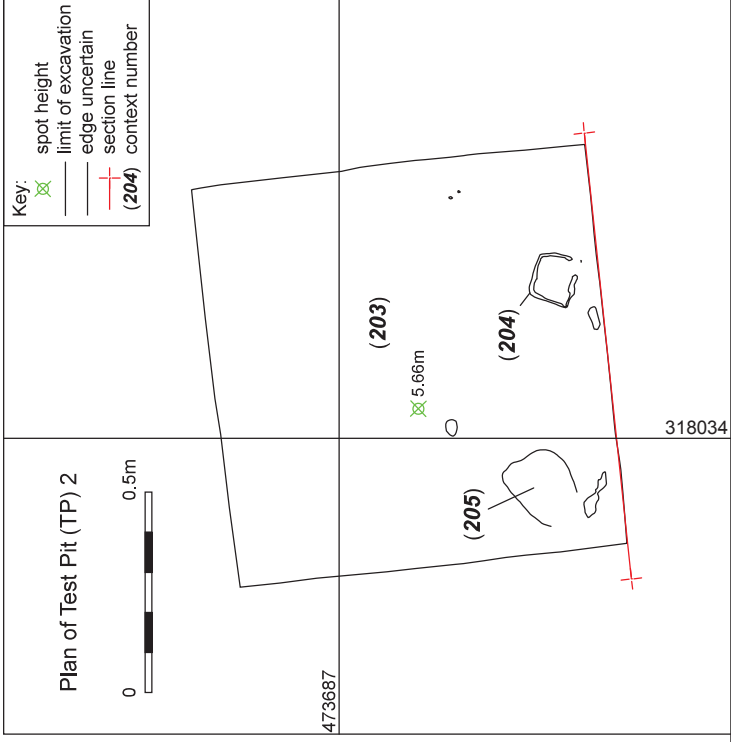 Key:
spot height
limit of excavation
edge uncertain
section line
(204) context number
Plan of Test Pit (TP) 2
0 0.5m
(203)
5.66m
(204)
(205)
318034
473687